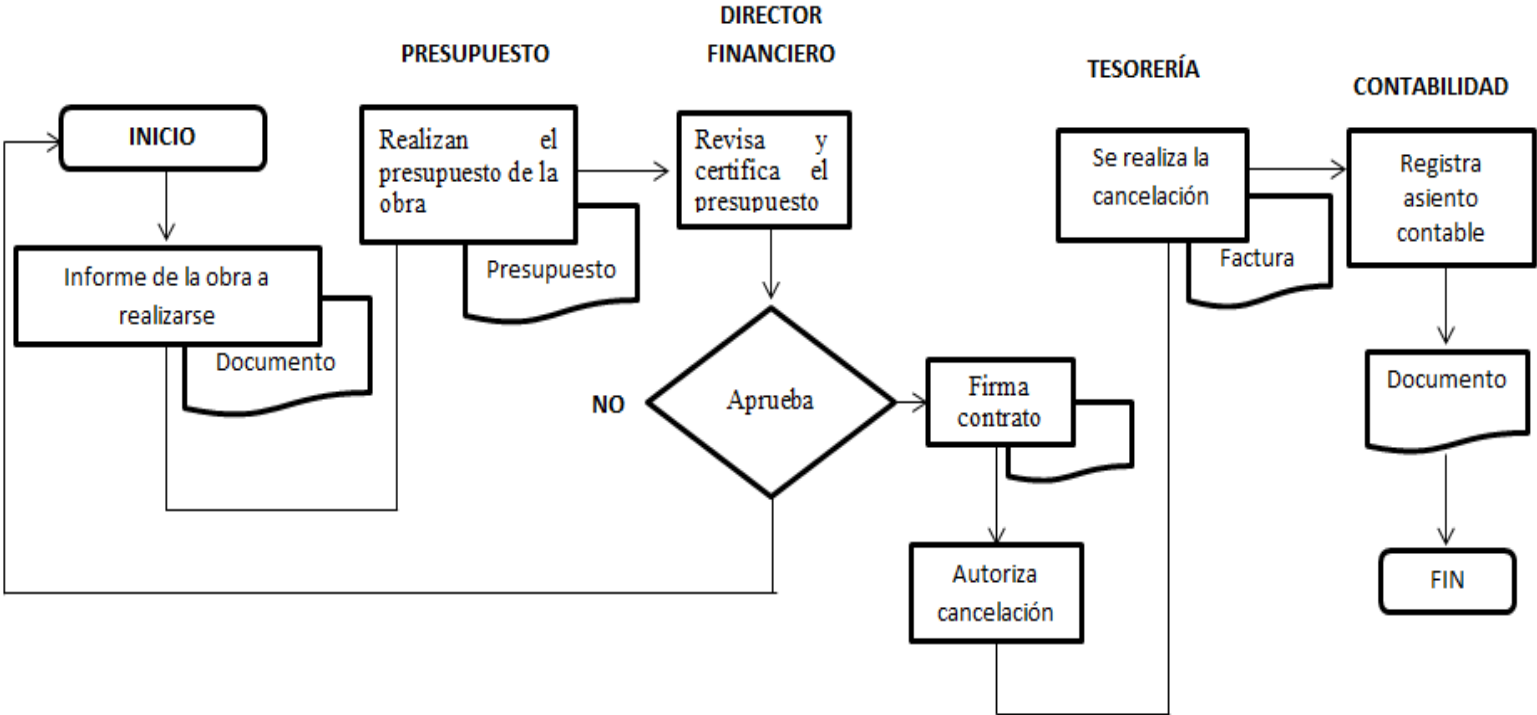 INICIO
Informe de la obra a
realizarse
Documento
PRESUPUESTO
Realizan el
presupuesto de la
obra
Presupuesto
DIRECTOR
FINANCIERO
Revisa y
certifica el
presupuesto
Aprueba
NO
Firma
contrato
Autoriza
cancelación
TESORERÍA
Se realiza la
cancelación
Factura
CONTABILIDAD
Registra
asiento
contable
Documento
FIN